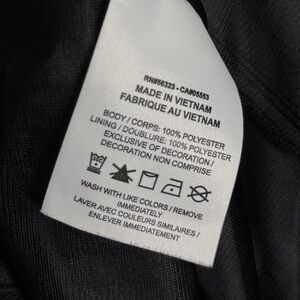 RN#56323 - CA#05553
MADE IN VIETNAM
FABRIQUE AU VIETNAM
BODY / CORPS: 100% POLYESTER
LINING / DOUBLURE: 100% POLYESTER
EXCLUSIVE OF DECORATION /
DECORATION NON COMPRISE
WASH WITH LIKE COLORS / REMOVE
IMMEDIATELY
LAVER AVEC COULEURS SIMILAIRES /
ENLEVER IMMEDIATEMENT